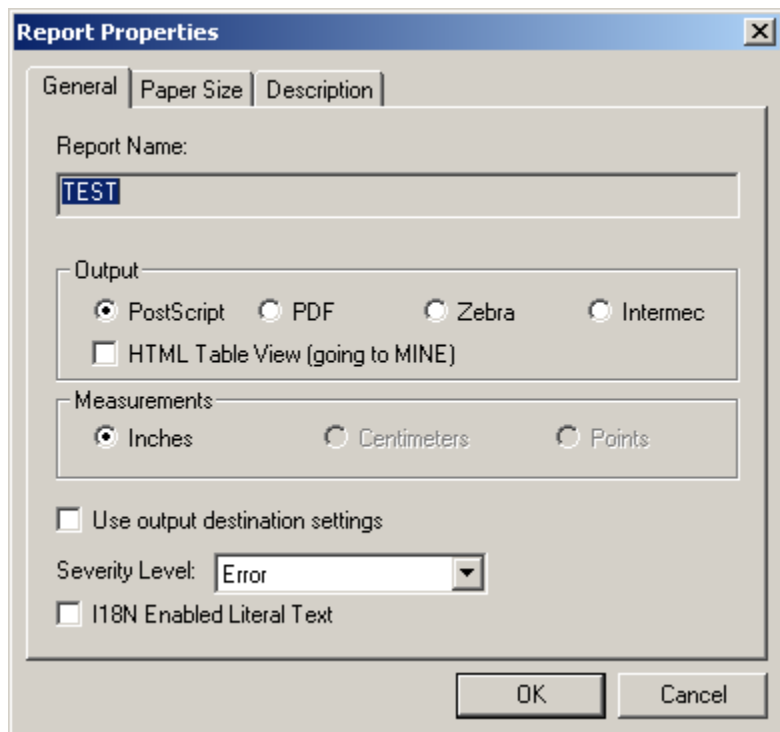 Report Properties
General Paper Size Description
Report Name:
TEST
Output
PostScript PDF Zebra Intermec
HTML Table View (going to MINE)
Measurements
Inches Centimeters Points
Use output destination settings
Severity Level: Error
I18N Enabled Literal Text
OK Cancel